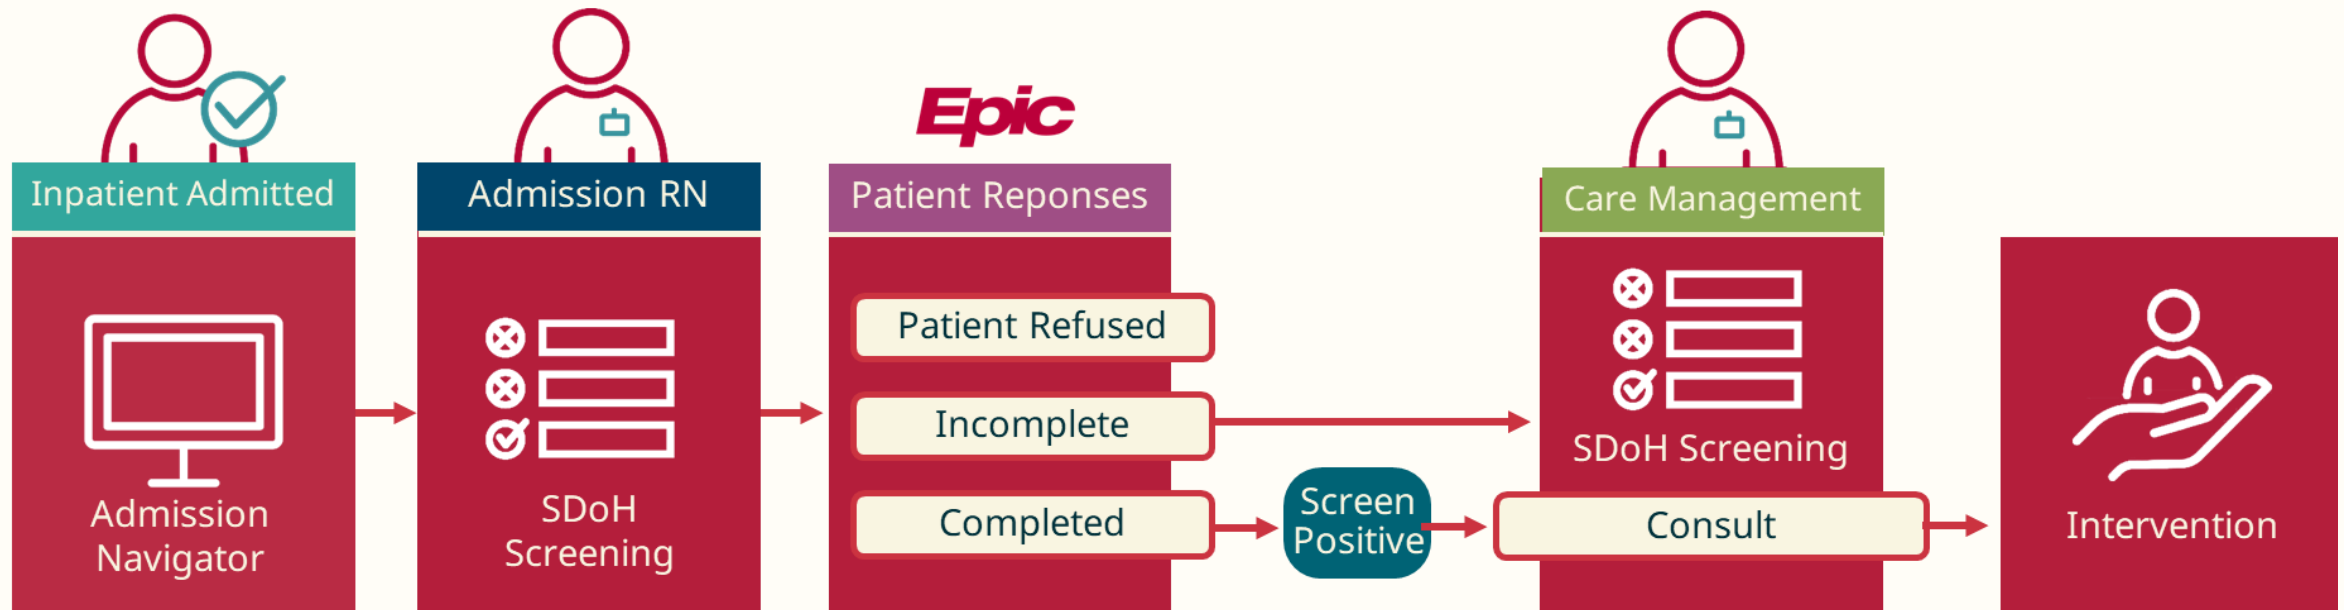 Inpatient Admitted
Admission
Navigator
Admission RN
SDoH
Screening
Epic
Patient Reponses
Patient Refused
Incomplete
Completed
Screen
Positive
Care Management
SDoH Screening
Consult
Intervention